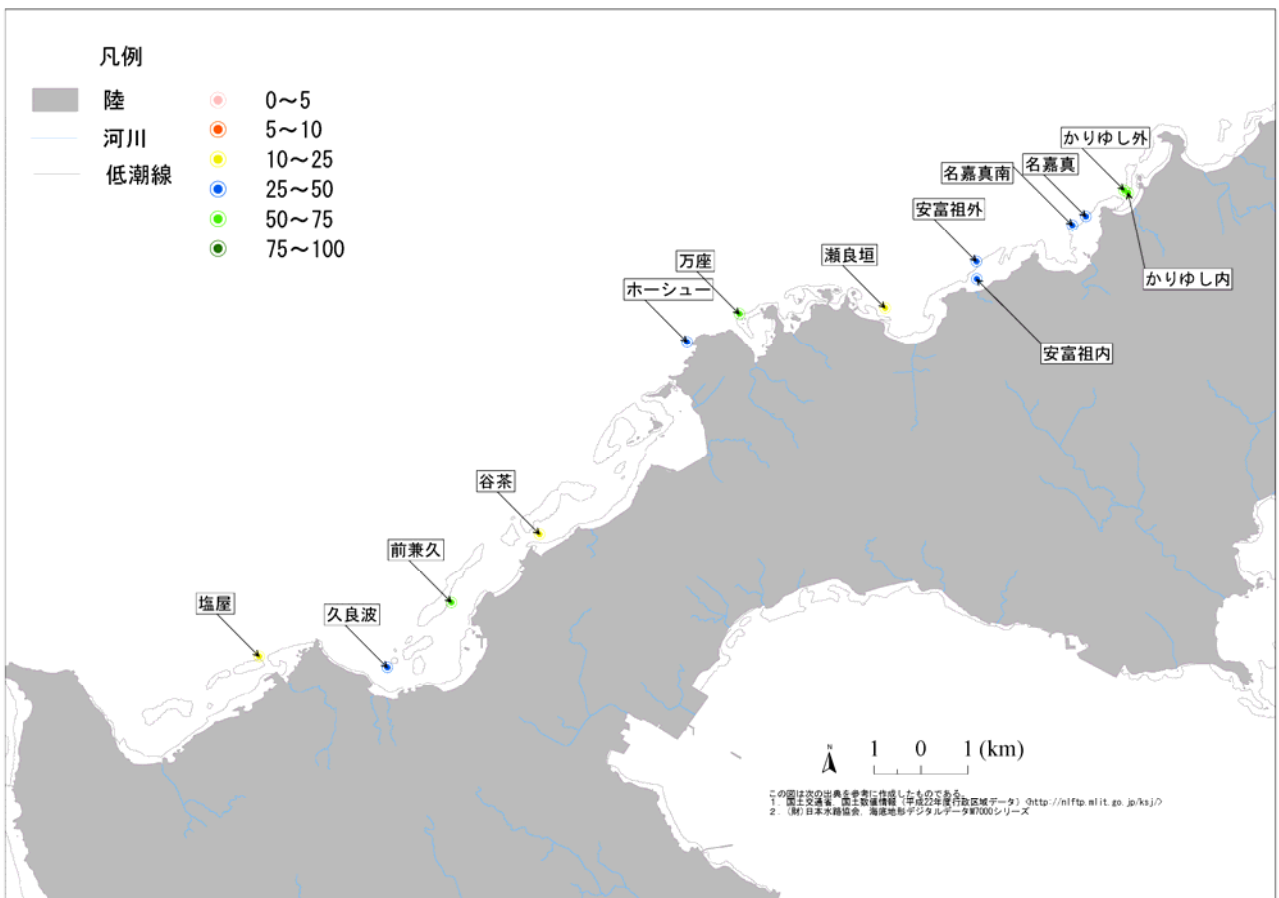 凡例
陸
河川
低潮線
0～5
5～10
10～25
25～50
50～75
75～100
かりゆし外
名嘉真
名嘉真南
安富祖外
瀬良垣
万座
ホーシュー
かりゆし内
安富祖内
谷茶
前兼久
塩屋
久良波
N
1 0 1 (km)
この図は次の出典を参考に作成したものである。
1. 国土交通省 国土数値情報（平成22年度行政区域データ）<http://nlftp.mlit.go.jp/ksj/>
2. (財)日本水路協会. 海底地形デジタルデータM7000シリーズ